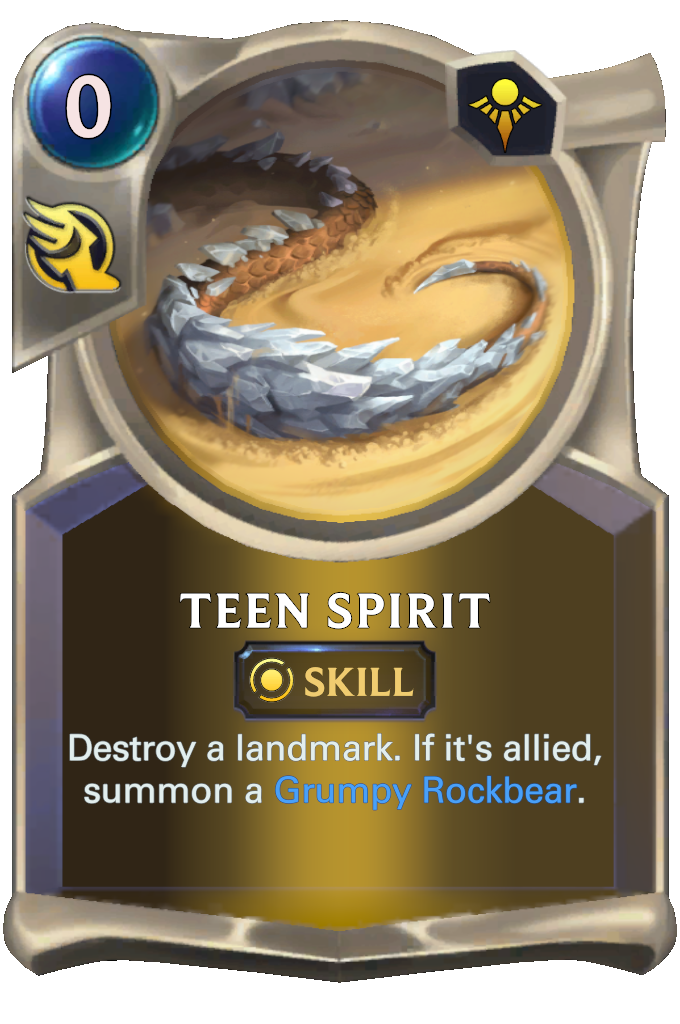 0
TEEN SPIRIT
SKILL
Destroy a landmark. If it's allied,
summon a Grumpy Rockbear.